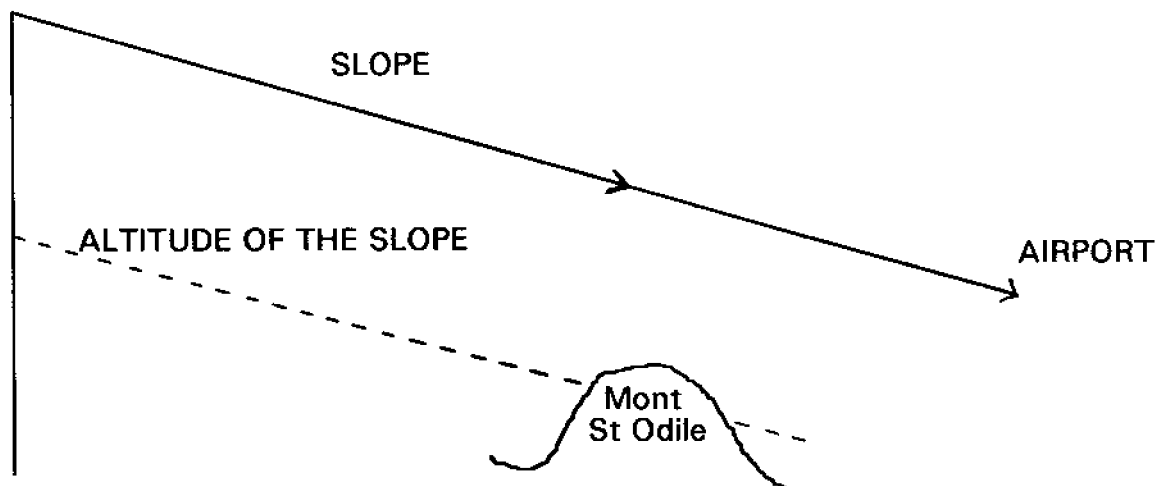 SLOPE
ALTITUDE OF THE SLOPE
AIRPORT
Mont
St Odile